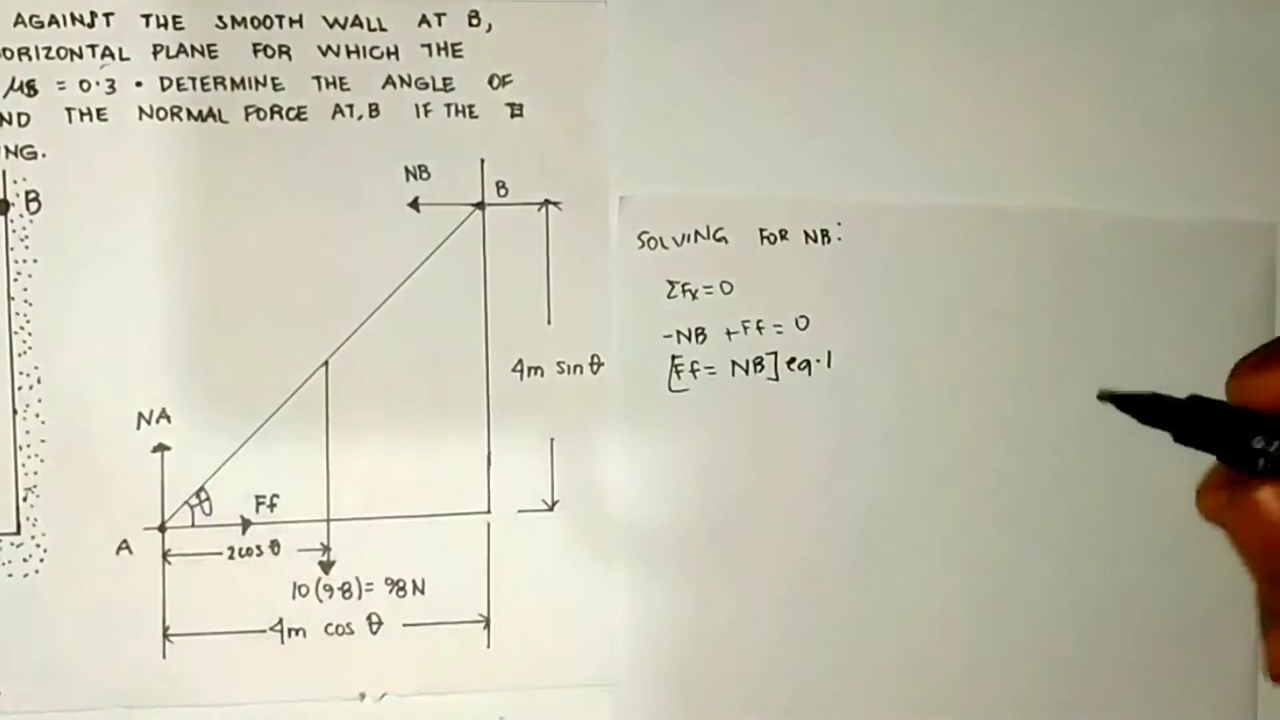 AGAINST THE SMOOTH WALL AT B,
ORIZONTAL PLANE FOR WHICH THE
μs = 0.3 . DETERMINE THE ANGLE OF
ND THE NORMAL FORCE AT, B IF THE
NG.
B
NB
B
4m sin θ
NA
θ
Ff
A
2cos θ
10(9.8) = 98N
4m cos θ
SOLVING FOR NB:
ΣFx = 0
-NB + Ff = 0
[Ff = NB] eq.1